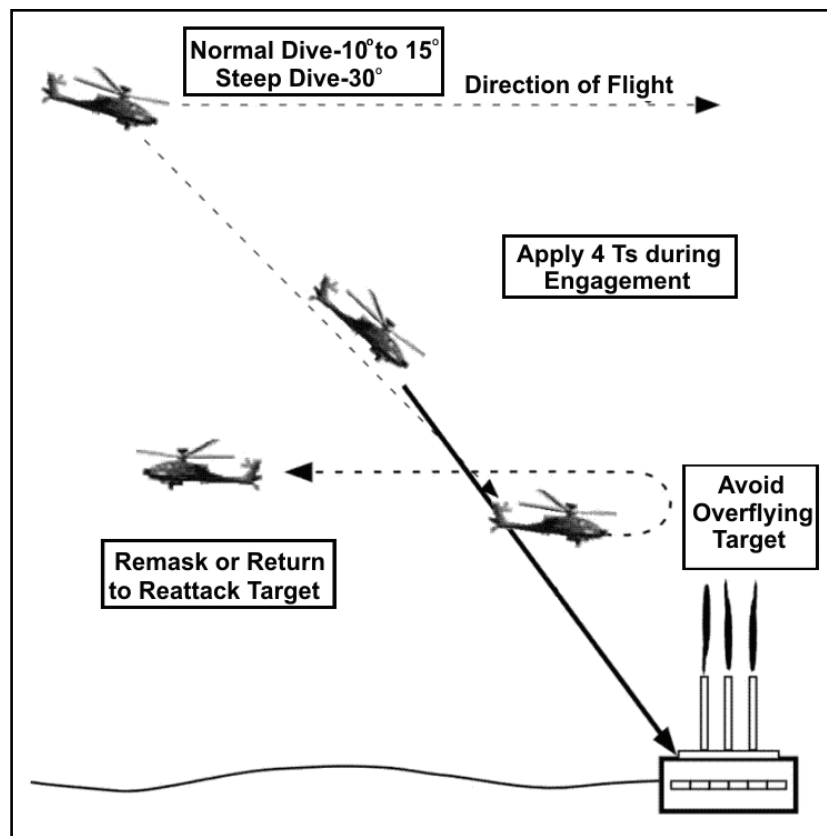 Normal Dive-10° to 15°
Steep Dive-30°
Direction of Flight
Apply 4 Ts during
Engagement
Avoid
Overflying
Target
Remask or Return
to Reattack Target